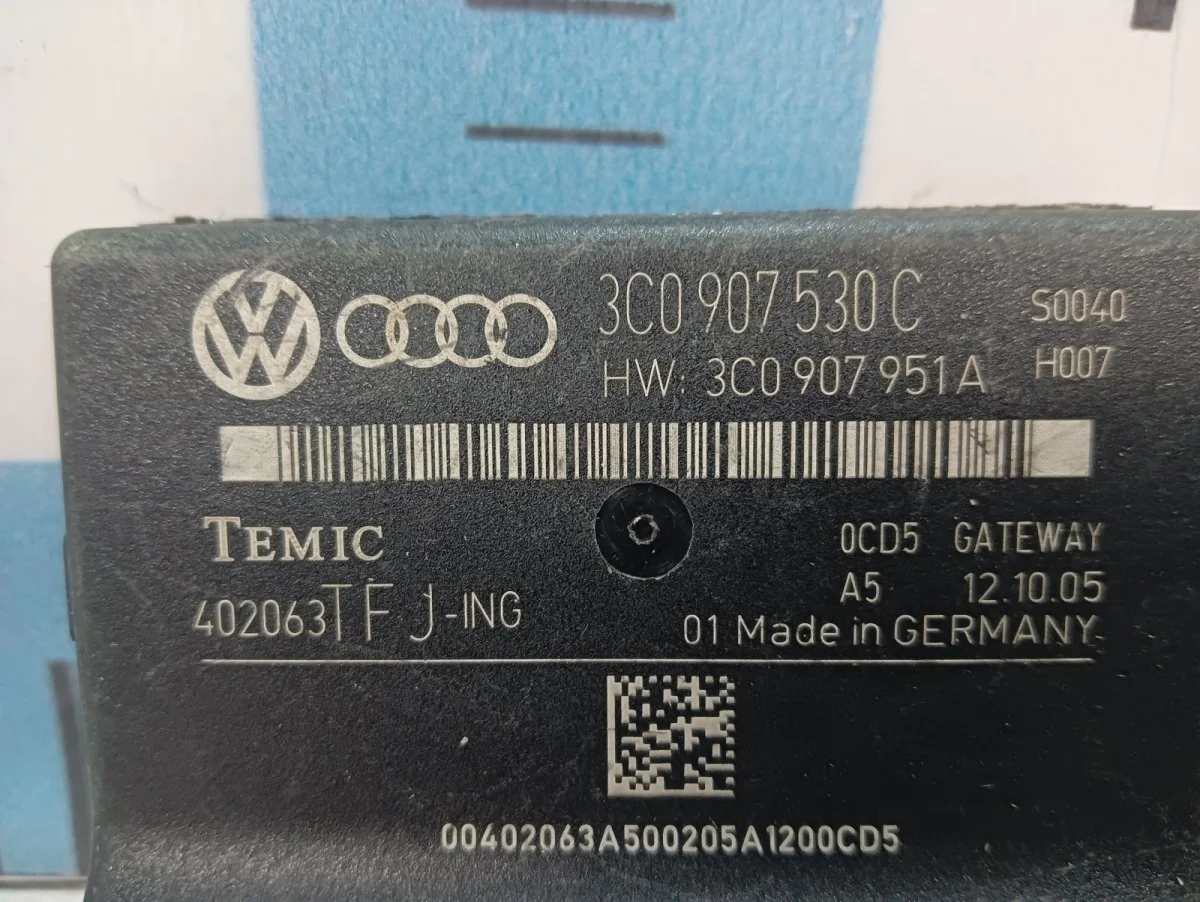 3C0 907 530 C S0040
HW: 3C0 907 951 A H007
TEMIC 0CD5 GATEWAY
402063TFJ-ING A5 12.10.05
01 Made in GERMANY
00402063A500205A1200CD5